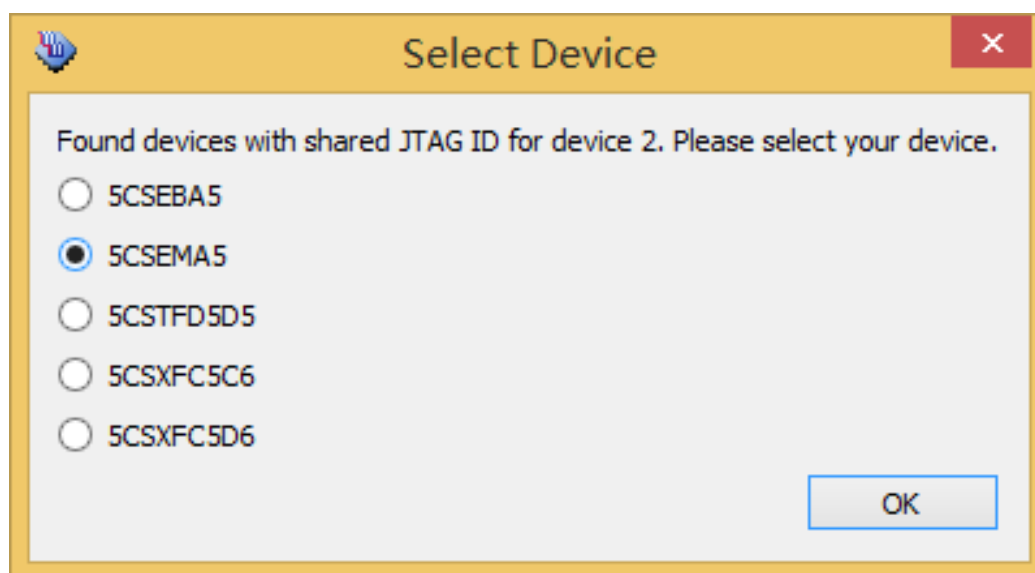 Select Device
Found devices with shared JTAG ID for device 2. Please select your device.
5CSEBA5
5CSEMA5
5CSTFD5D5
5CSXFC5C6
5CSXFC5D6
OK